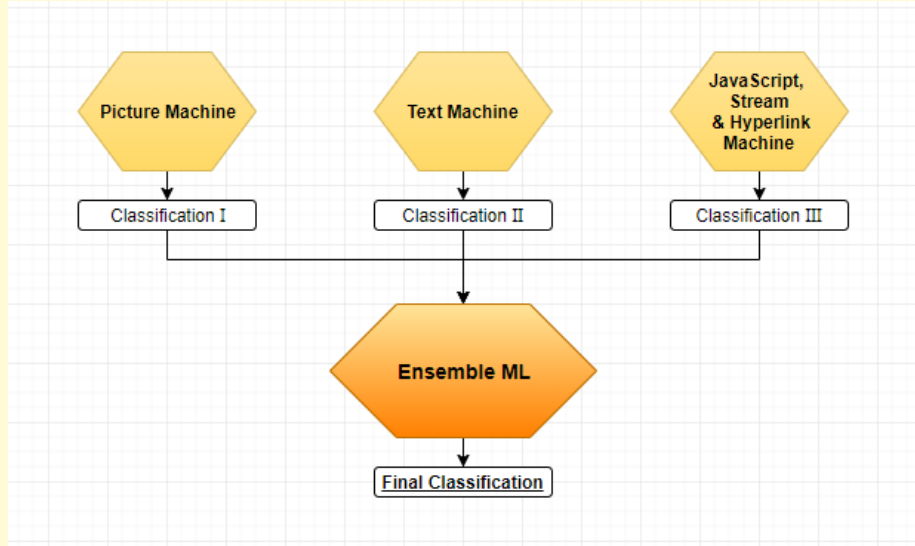 Picture Machine
Text Machine
JavaScript,
Stream
& Hyperlink
Machine
Classification I
Classification II
Classification III
Ensemble ML
Final Classification